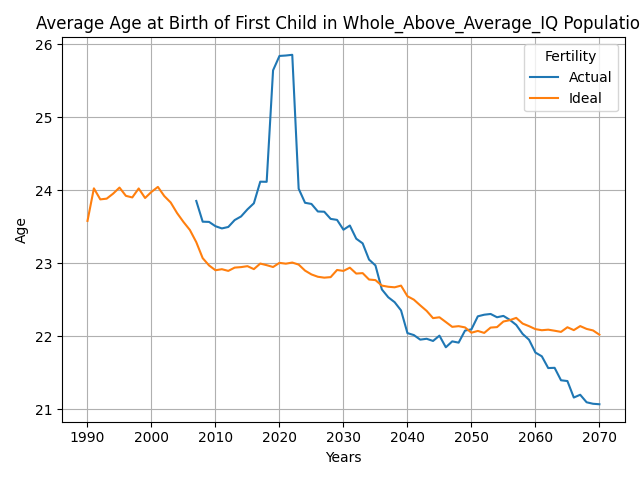 Average Age at Birth of First Child in Whole_Above_Average_IQ Populatio
26
25
24
23
22
21
Age
Fertility
Actual
Ideal
1990 2000 2010 2020 2030 2040 2050 2060 2070
Years